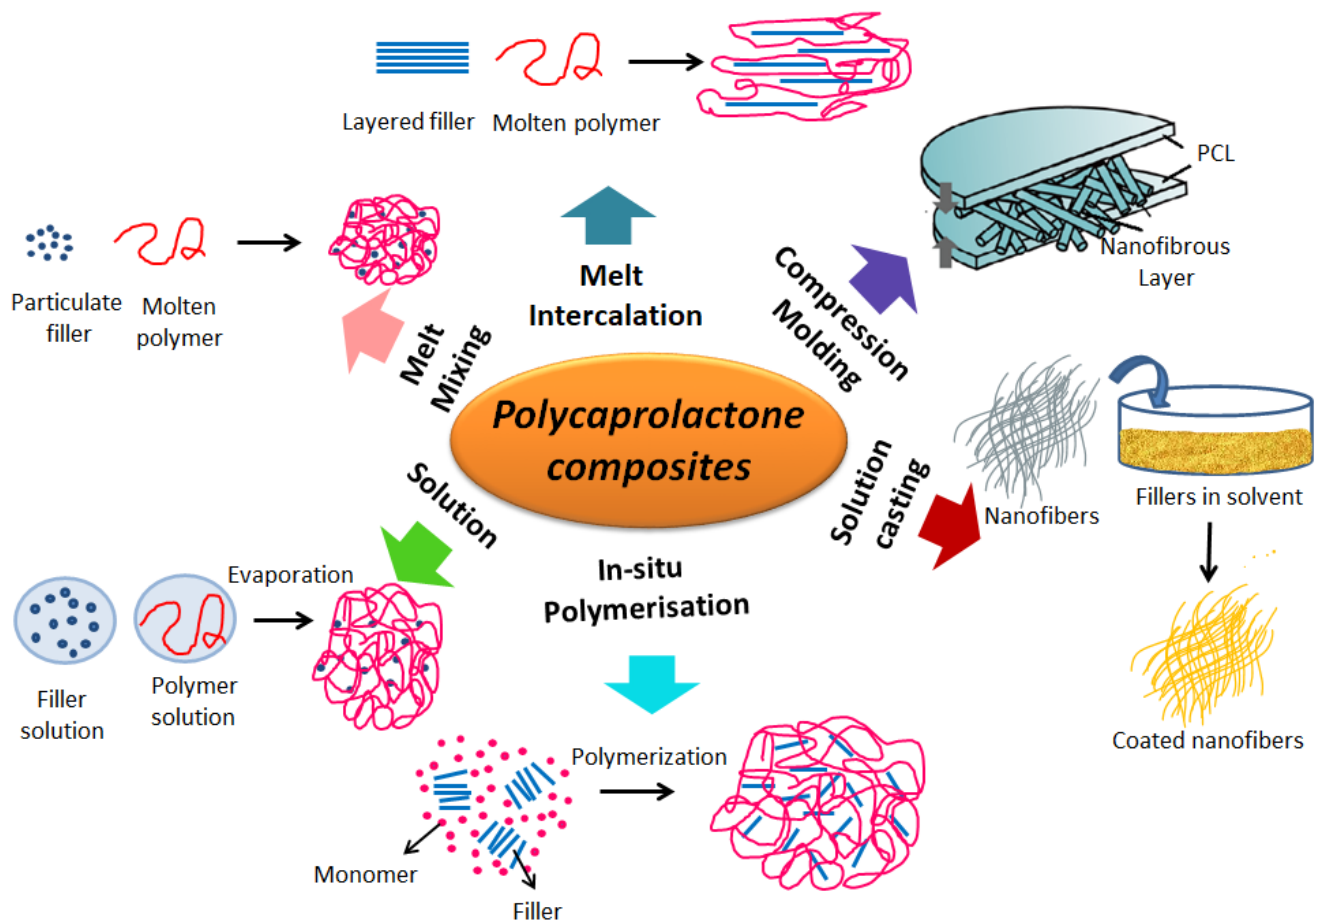 Layered filler
Molten polymer
PCL
Nanofibrous
Layer
Particulate
filler
Molten
polymer
Melt
Intercalation
Compression
Molding
Melt
Mixing
Polycaprolactone
composites
Solution
casting
Nanofibers
Fillers in solvent
Coated nanofibers
Solution
Evaporation
Filler
solution
Polymer
solution
In-situ
Polymerisation
Polymerization
Monomer
Filler